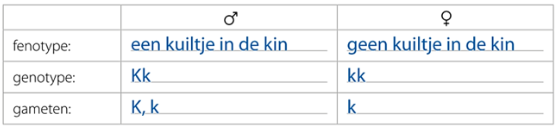 ♂ ♀
fenotype: een kuiltje in de kin geen kuiltje in de kin
genotype: Kk kk
gameten: K, k k